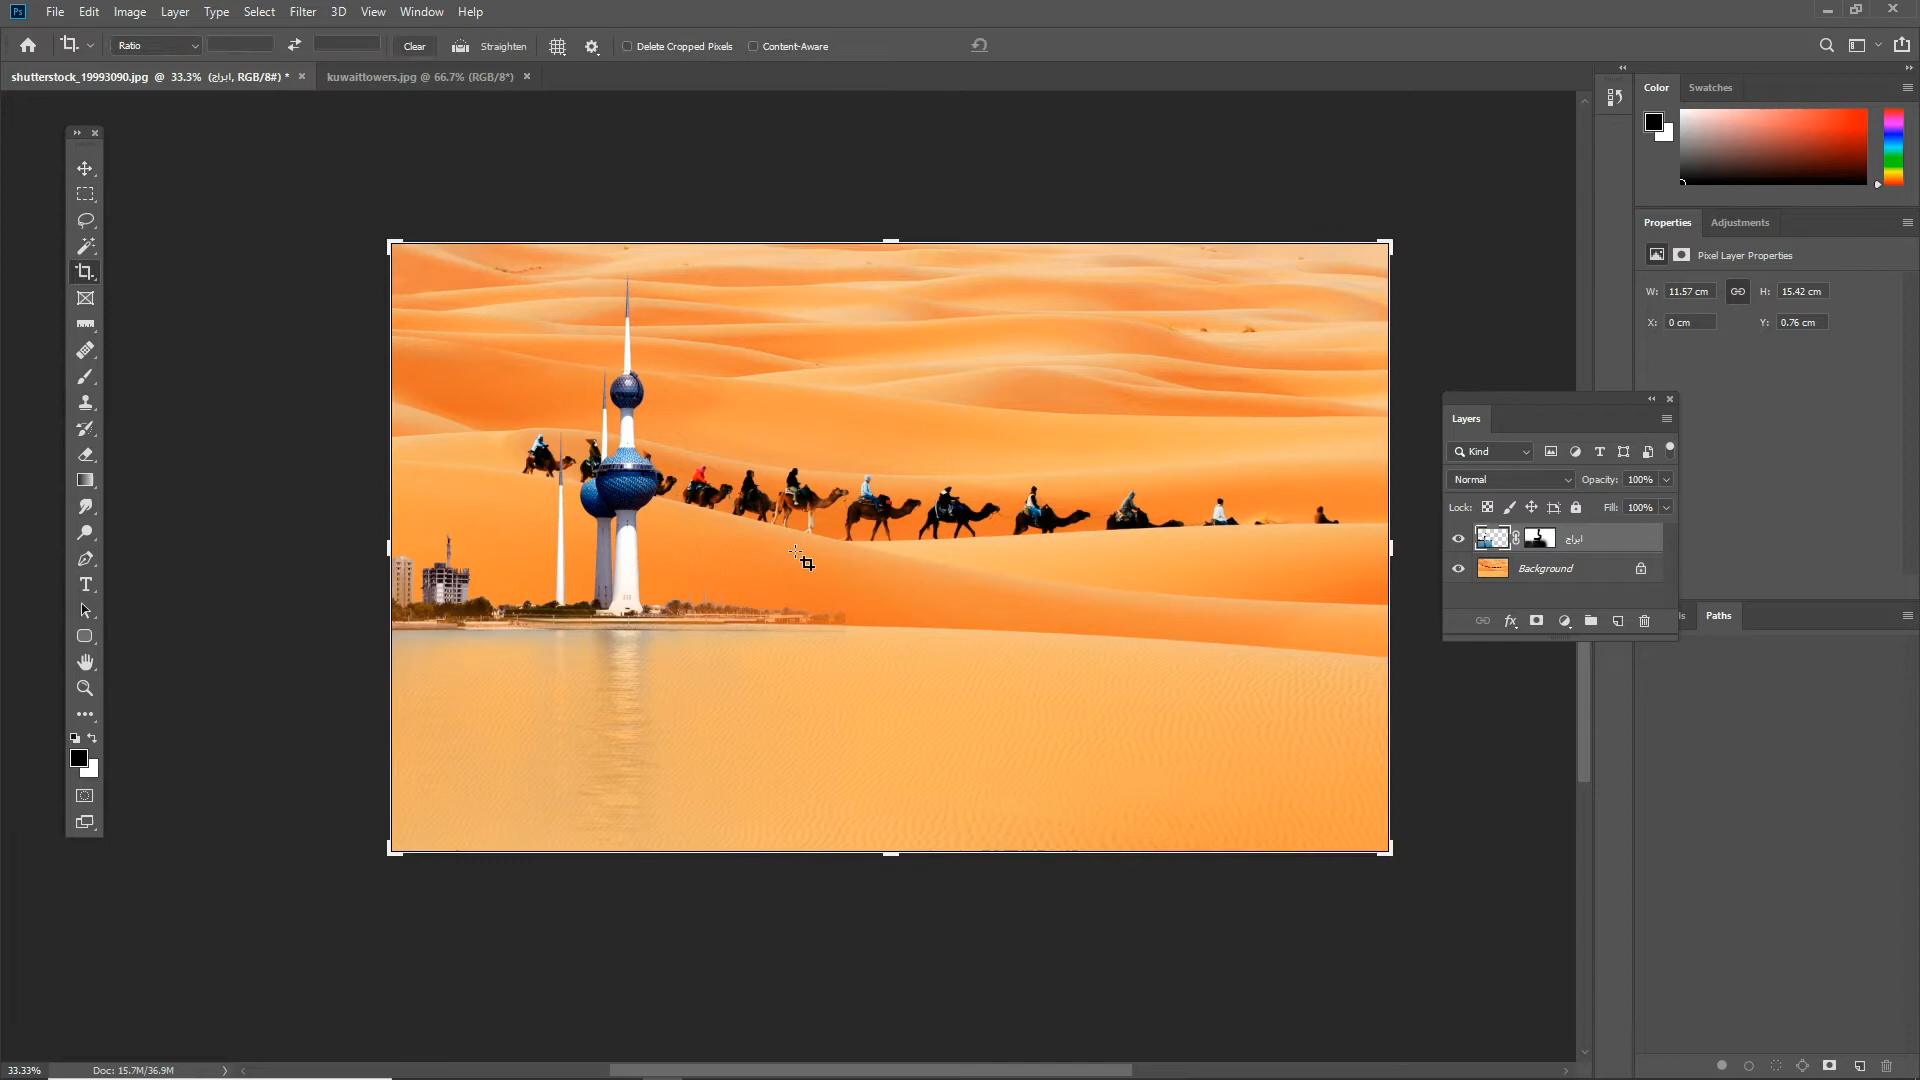 Ps File Edit Image Layer Type Select Filter 3D View Window Help
Ratio Clear Straighten Delete Cropped Pixels Content-Aware
shutterstock_19993090.jpg @ 33.3% (ابراج, RGB/8#) * × kuwaittowers.jpg @ 66.7% (RGB/8*) ×
Color Swatches
Properties Adjustments
Pixel Layer Properties
W: 11.57 cm H: 15.42 cm
X: 0 cm Y: 0.76 cm
Layers
Kind
Normal Opacity: 100%
Lock: Fill: 100%
ابراج
Background
Paths
33.33% Doc: 15.7M/36.9M